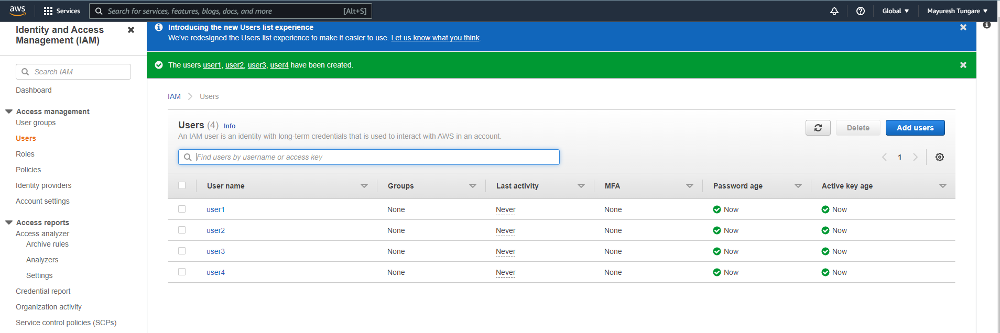 aws Services Search for services, features, blogs, docs, and more [Alt+S] Global Mayuresh Tungare
Identity and Access Management (IAM)
Search IAM
Dashboard
Access management
User groups
Users
Roles
Policies
Identity providers
Account settings
Access reports
Access analyzer
Archive rules
Analyzers
Settings
Credential report
Organization activity
Service control policies (SCPs)
Introducing the new Users list experience
We've redesigned the Users list experience to make it easier to use. Let us know what you think.
The users user1, user2, user3, user4 have been created.
IAM Users
Users (4) Info
An IAM user is an identity with long-term credentials that is used to interact with AWS in an account.
Delete Add users
Find users by username or access key
1
User name Groups Last activity MFA Password age Active key age
user1 None Never None Now Now
user2 None Never None Now Now
user3 None Never None Now Now
user4 None Never None Now Now